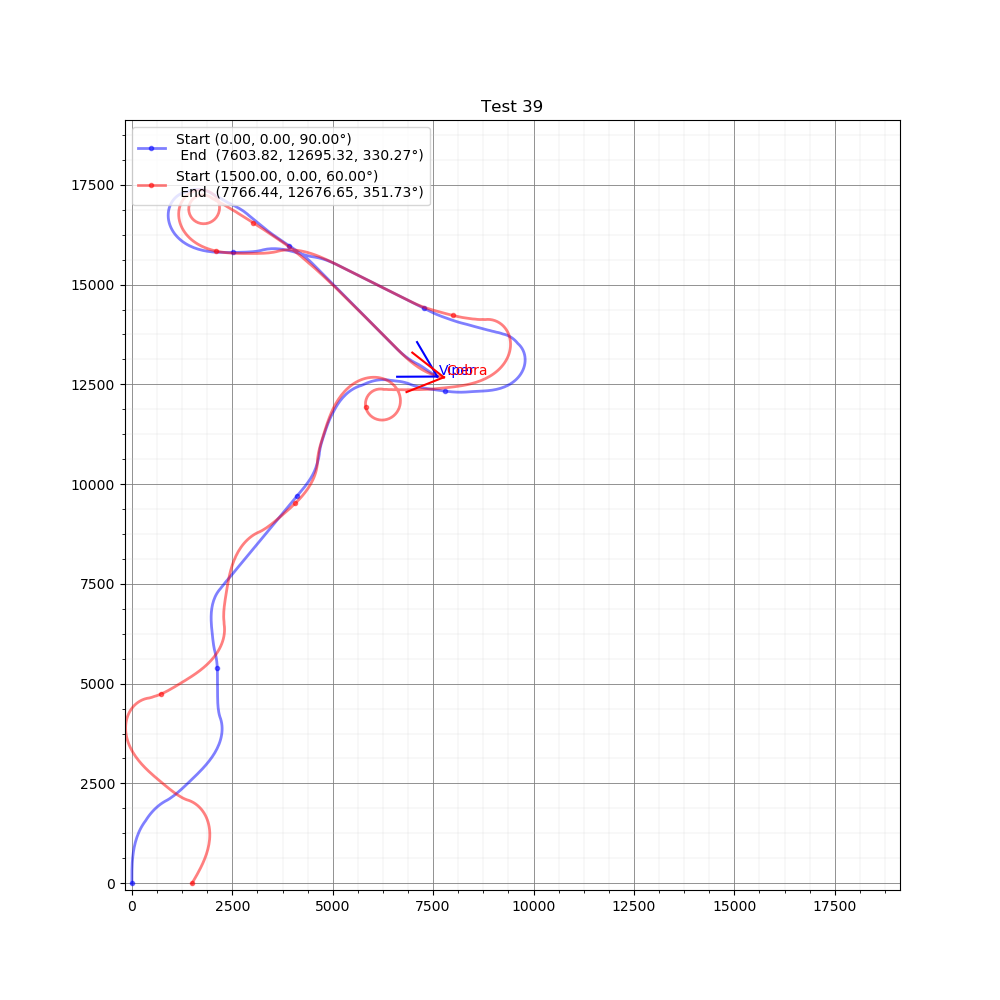 Test 39
Start (0.00, 0.00, 90.00°)
End (7603.82, 12695.32, 330.27°)
Start (1500.00, 0.00, 60.00°)
End (7766.44, 12676.65, 351.73°)
17500
15000
12500
10000
7500
5000
2500
0
Viper
Cobra
0 2500 5000 7500 10000 12500 15000 17500